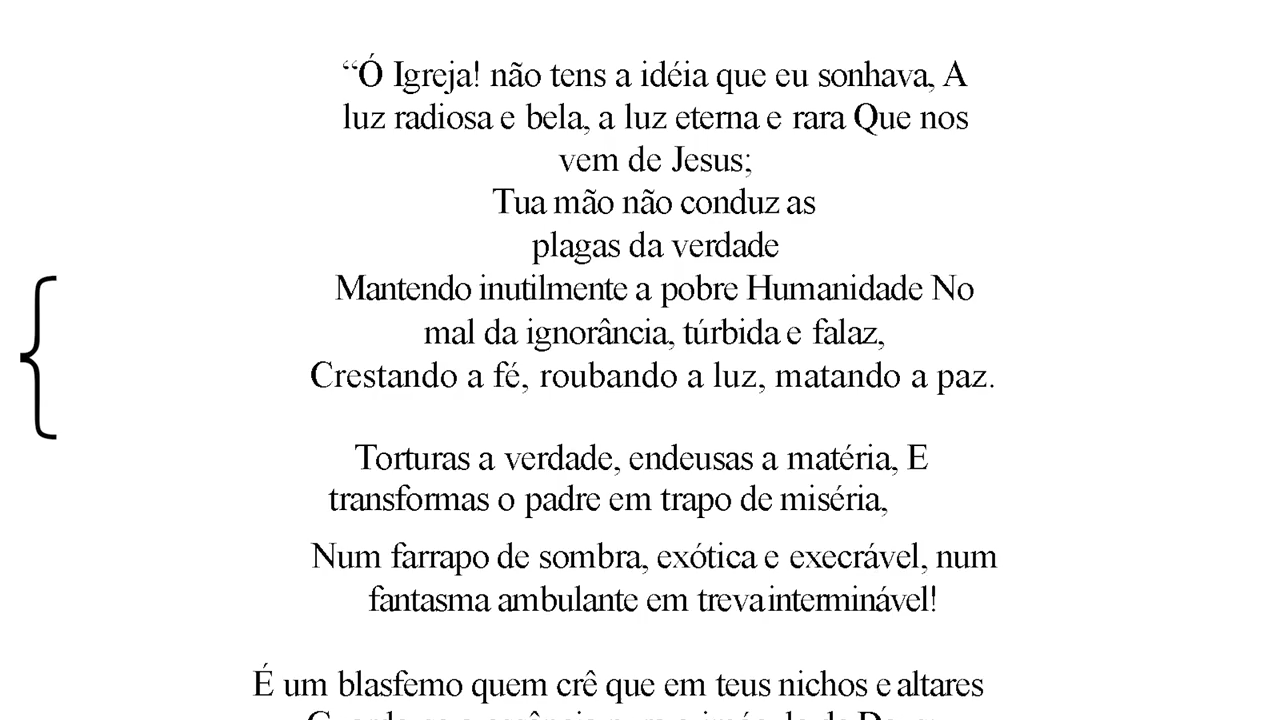 “Ó Igreja! não tens a idéia que eu sonhava, A
luz radiosa e bela, a luz eterna e rara Que nos
vem de Jesus;
Tua mão não conduz as
plagas da verdade
Mantendo inutilmente a pobre Humanidade No
mal da ignorância, túrbida e falaz,
Crestando a fé, roubando a luz, matando a paz.
Torturas a verdade, endeusas a matéria, E
transformas o padre em trapo de miséria,
Num farrapo de sombra, exótica e execrável, num
fantasma ambulante em treva interminável!
É um blasfemo quem crê que em teus nichos e altares